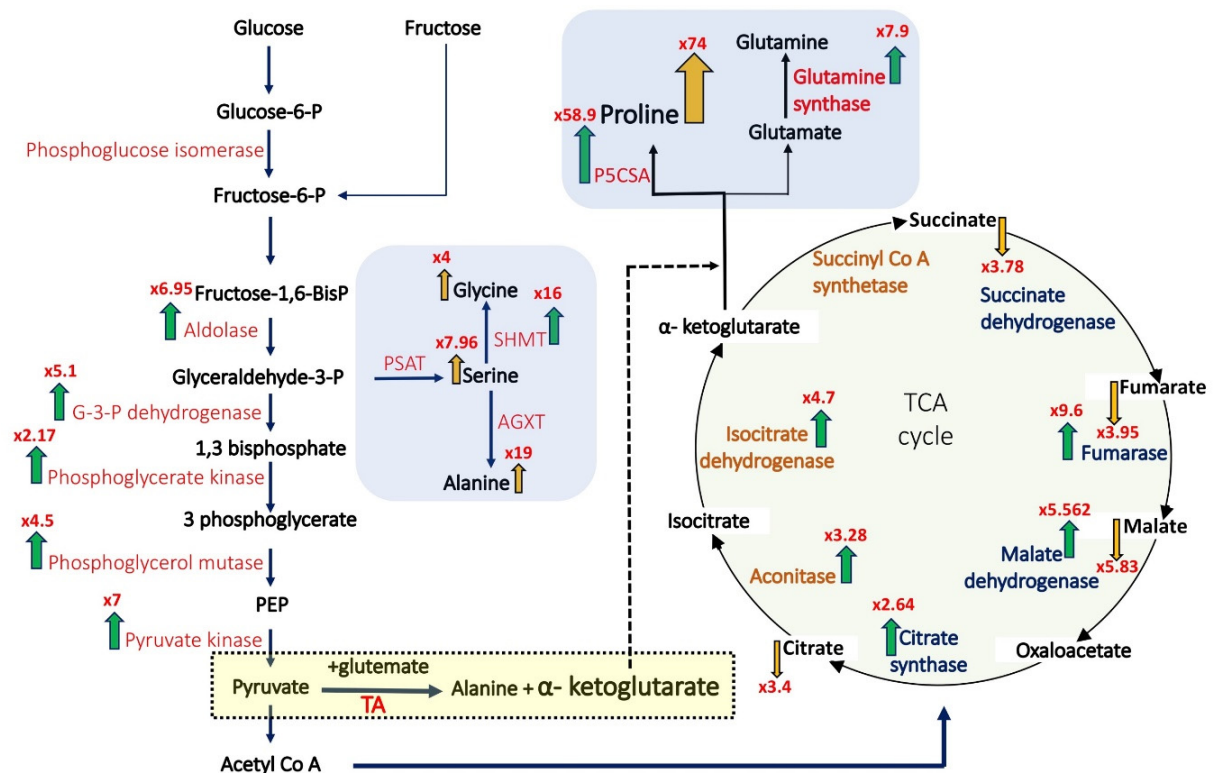 Glucose
Fructose
Glucose-6-P
Phosphoglucose isomerase
Fructose-6-P
x6.95
Fructose-1,6-BisP
Aldolase
Glyceraldehyde-3-P
x5.1
G-3-P dehydrogenase
x2.17
1,3 bisphosphate
Phosphoglycerate kinase
x4.5
3 phosphoglycerate
Phosphoglycerol mutase
PEP
x7
Pyruvate kinase
+glutemate
Pyruvate
TA
Alanine + α- ketoglutarate
Acetyl Co A
x4
Glycine
x16
x7.96
SHMT
PSAT
Serine
AGXT
x19
Alanine
x74
x58.9
Proline
P5CSA
Glutamine
x7.9
Glutamine
synthase
Glutamate
Succinate
x3.78
Succinyl Co A
synthetase
Succinate
dehydrogenase
α- ketoglutarate
Fumarate
x3.95
x9.6
Fumarase
TCA
cycle
x4.7
Isocitrate
dehydrogenase
Isocitrate
x3.28
Aconitase
x5.562
Malate
Malate
dehydrogenase
x5.83
x2.64
Citrate
synthase
Citrate
x3.4
Oxaloacetate